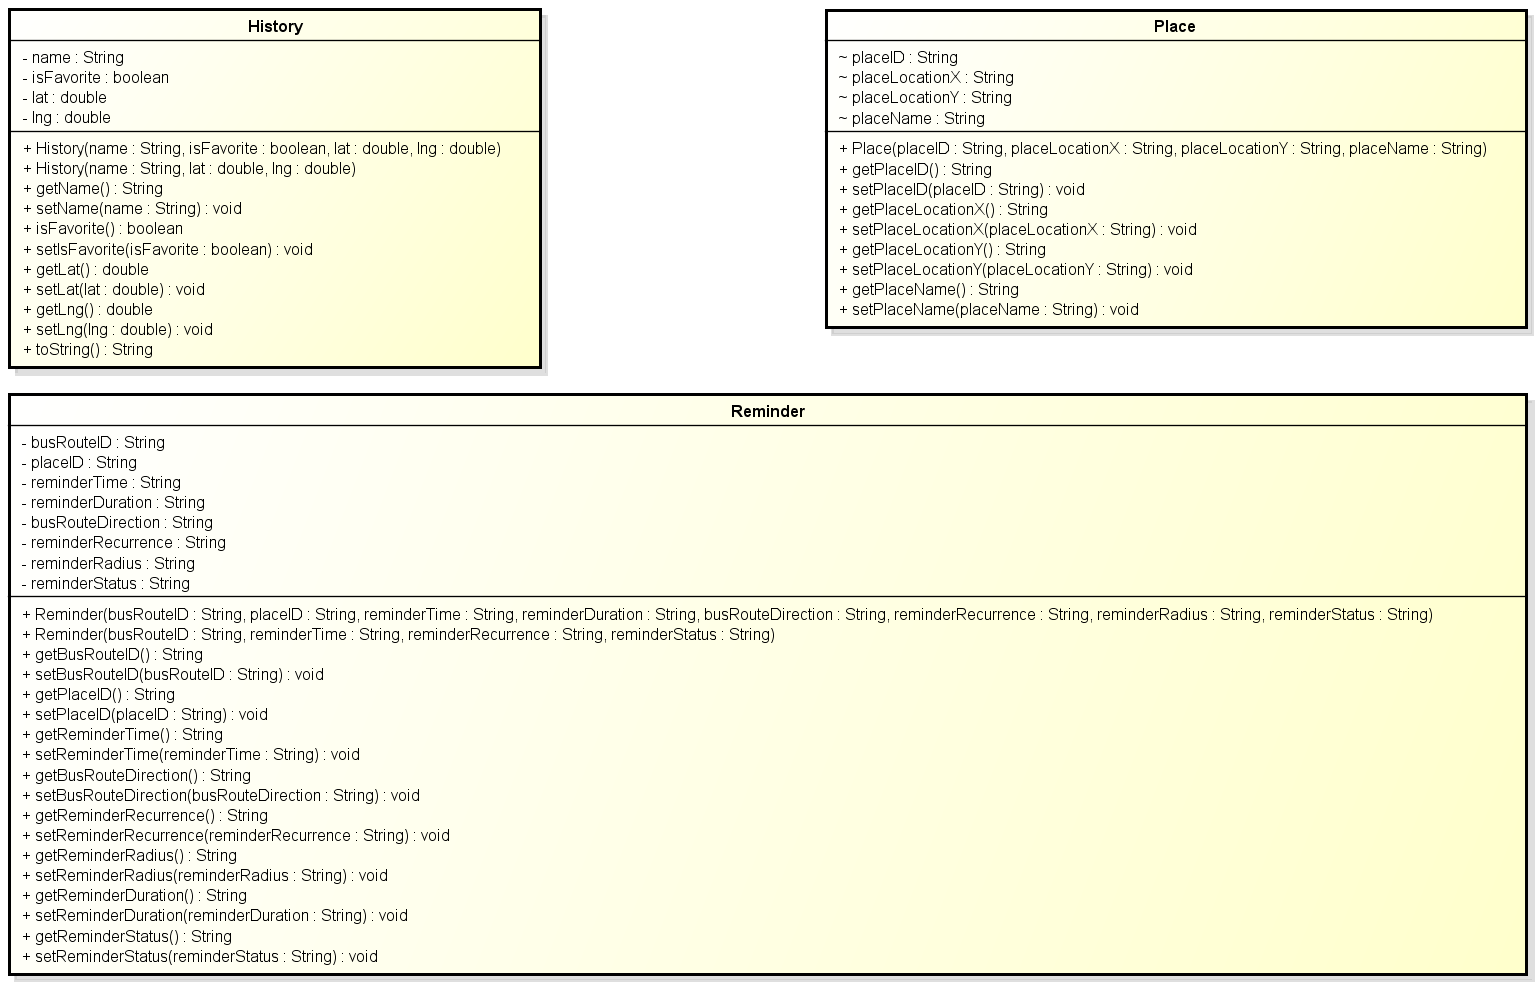 History
- name : String
- isFavorite : boolean
- lat : double
- lng : double
+ History(name : String, isFavorite : boolean, lat : double, lng : double)
+ History(name : String, lat : double, lng : double)
+ getName() : String
+ setName(name : String) : void
+ isFavorite() : boolean
+ setIsFavorite(isFavorite : boolean) : void
+ getLat() : double
+ setLat(lat : double) : void
+ getLng() : double
+ setLng(lng : double) : void
+ toString() : String
Place
~ placeID : String
~ placeLocationX : String
~ placeLocationY : String
~ placeName : String
+ Place(placeID : String, placeLocationX : String, placeLocationY : String, placeName : String)
+ getPlaceID() : String
+ setPlaceID(placeID : String) : void
+ getPlaceLocationX() : String
+ setPlaceLocationX(placeLocationX : String) : void
+ getPlaceLocationY() : String
+ setPlaceLocationY(placeLocationY : String) : void
+ getPlaceName() : String
+ setPlaceName(placeName : String) : void
Reminder
- busRouteID : String
- placeID : String
- reminderTime : String
- reminderDuration : String
- busRouteDirection : String
- reminderRecurrence : String
- reminderRadius : String
- reminderStatus : String
+ Reminder(busRouteID : String, placeID : String, reminderTime : String, reminderDuration : String, busRouteDirection : String, reminderRecurrence : String, reminderRadius : String, reminderStatus : String)
+ Reminder(busRouteID : String, reminderTime : String, reminderRecurrence : String, reminderStatus : String)
+ getBusRouteID() : String
+ setBusRouteID(busRouteID : String) : void
+ getPlaceID() : String
+ setPlaceID(placeID : String) : void
+ getReminderTime() : String
+ setReminderTime(reminderTime : String) : void
+ getBusRouteDirection() : String
+ setBusRouteDirection(busRouteDirection : String) : void
+ getReminderRecurrence() : String
+ setReminderRecurrence(reminderRecurrence : String) : void
+ getReminderRadius() : String
+ setReminderRadius(reminderRadius : String) : void
+ getReminderDuration() : String
+ setReminderDuration(reminderDuration : String) : void
+ getReminderStatus() : String
+ setReminderStatus(reminderStatus : String) : void